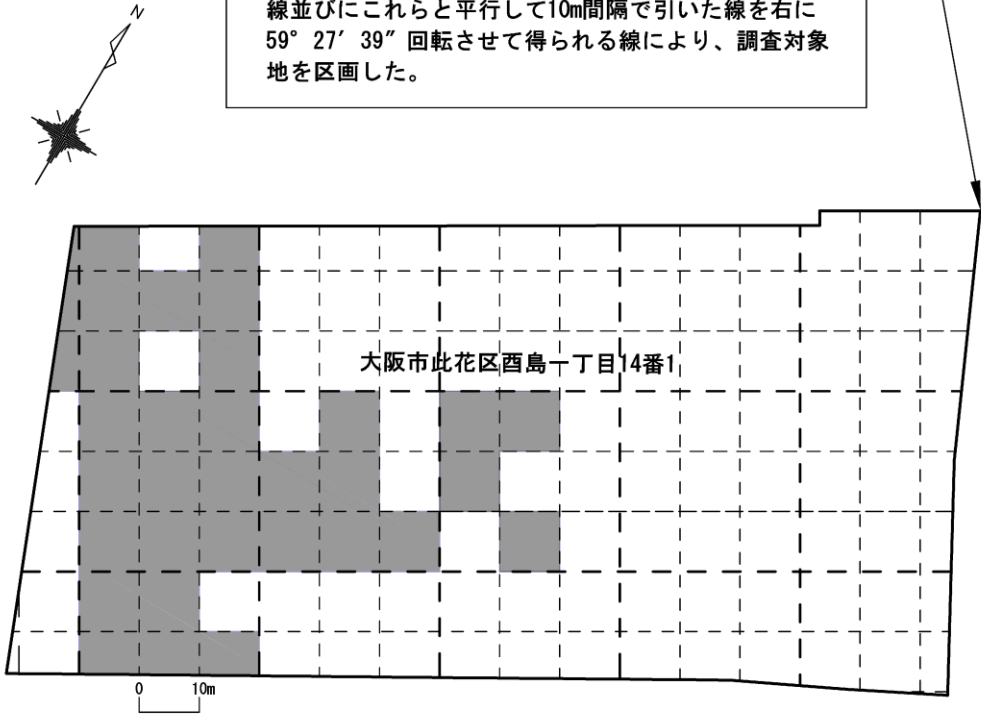 線並びにこれらと平行して10m間隔で引いた線を右に
59° 27′ 39″ 回転させて得られる線により、調査対象
地を区画した。
N
大阪市此花区酉島一丁目14番1
0 10m